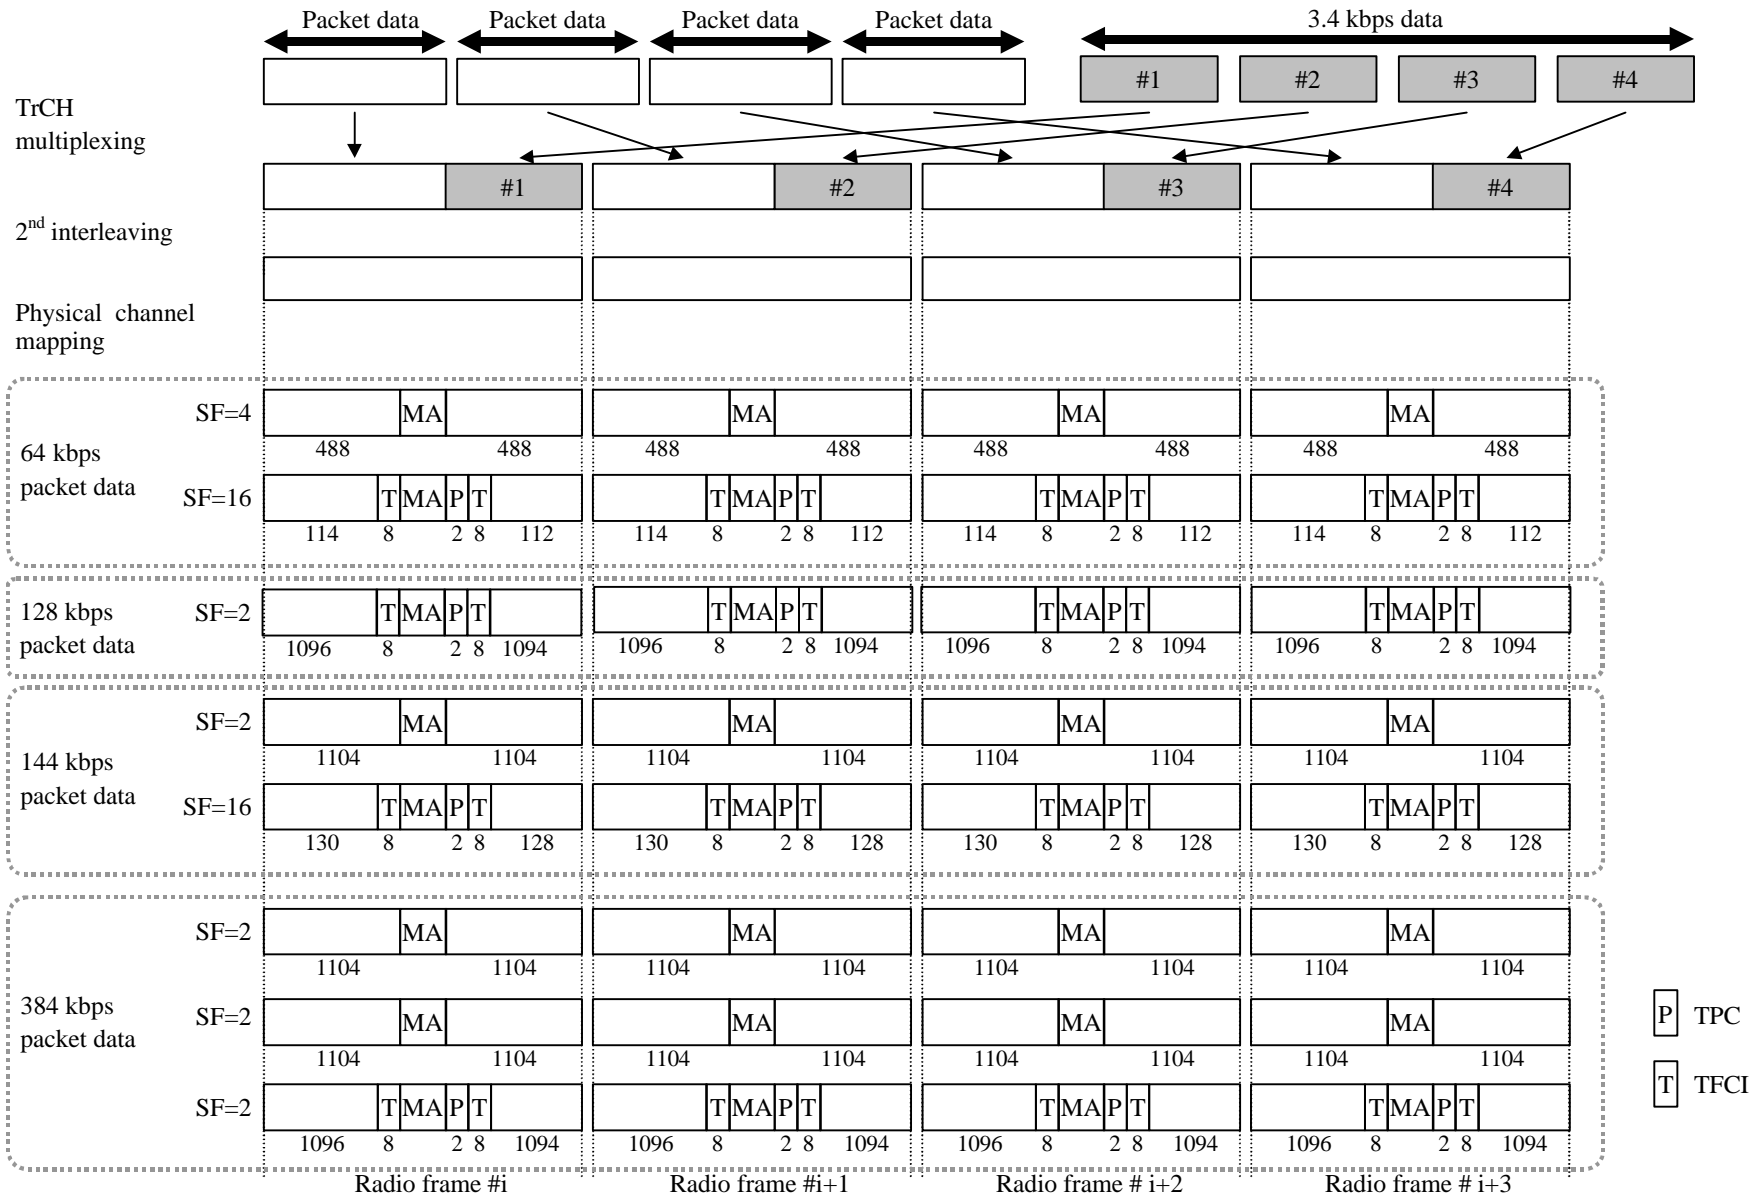 Packet data Packet data Packet data Packet data 3.4 kbps data
#1 #2 #3 #4
TrCH
multiplexing
#1 #2 #3 #4
2nd interleaving
Physical channel
mapping
64 kbps
packet data
SF=4 MA MA MA MA
488 488 488 488 488 488 488 488
SF=16 T MA P T T MA P T T MA P T T MA P T
114 8 2 8 112 114 8 2 8 112 114 8 2 8 112 114 8 2 8 112
128 kbps
packet data
SF=2 T MA P T T MA P T T MA P T T MA P T
1096 8 2 8 1094 1096 8 2 8 1094 1096 8 2 8 1094 1096 8 2 8 1094
144 kbps
packet data
SF=2 MA MA MA MA
1104 1104 1104 1104 1104 1104 1104 1104
SF=16 T MA P T T MA P T T MA P T T MA P T
130 8 2 8 128 130 8 2 8 128 130 8 2 8 128 130 8 2 8 128
384 kbps
packet data
SF=2 MA MA MA MA
1104 1104 1104 1104 1104 1104 1104 1104
SF=2 MA MA MA MA
1104 1104 1104 1104 1104 1104 1104 1104
SF=2 T MA P T T MA P T T MA P T T MA P T
1096 8 2 8 1094 1096 8 2 8 1094 1096 8 2 8 1094 1096 8 2 8 1094
Radio frame #i Radio frame #i+1 Radio frame # i+2 Radio frame # i+3
P TPC
T TFCI